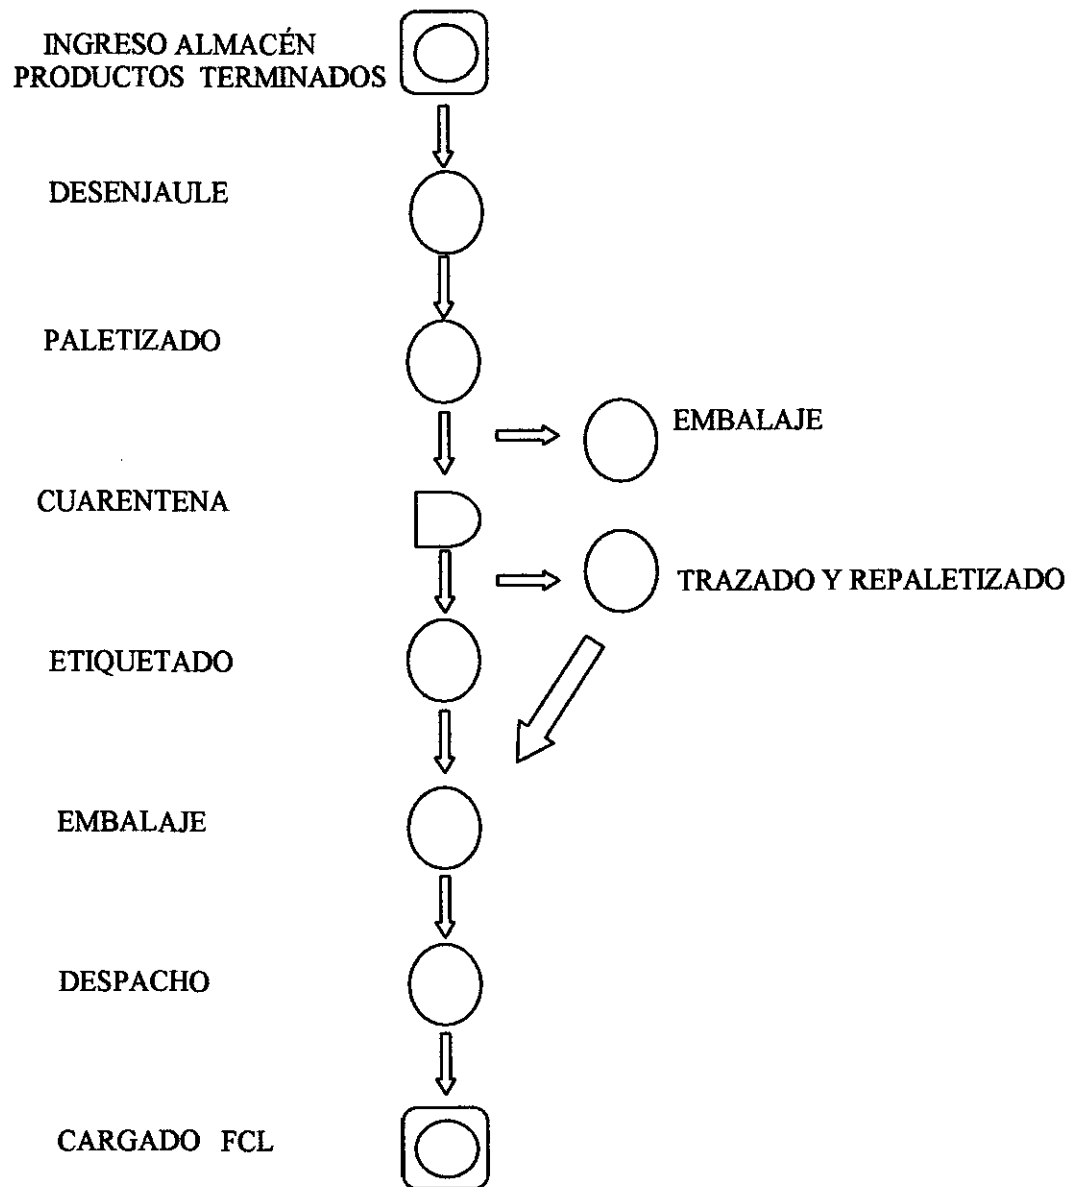 INGRESO ALMACÉN
PRODUCTOS TERMINADOS
DESENJAULE
PALETIZADO
EMBALAJE
CUARENTENA
TRAZADO Y REPALETIZADO
ETIQUETADO
EMBALAJE
DESPACHO
CARGADO FCL